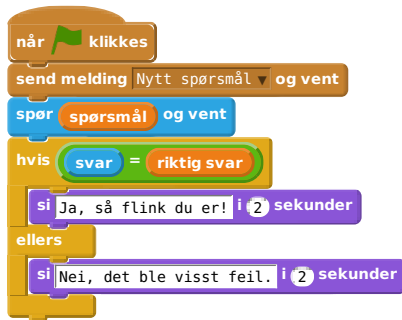 når klikkes
send melding Nytt spørsmål og vent
spør spørsmål og vent
hvis svar = riktig svar
si Ja, så flink du er! i 2 sekunder
ellers
si Nei, det ble visst feil. i 2 sekunder